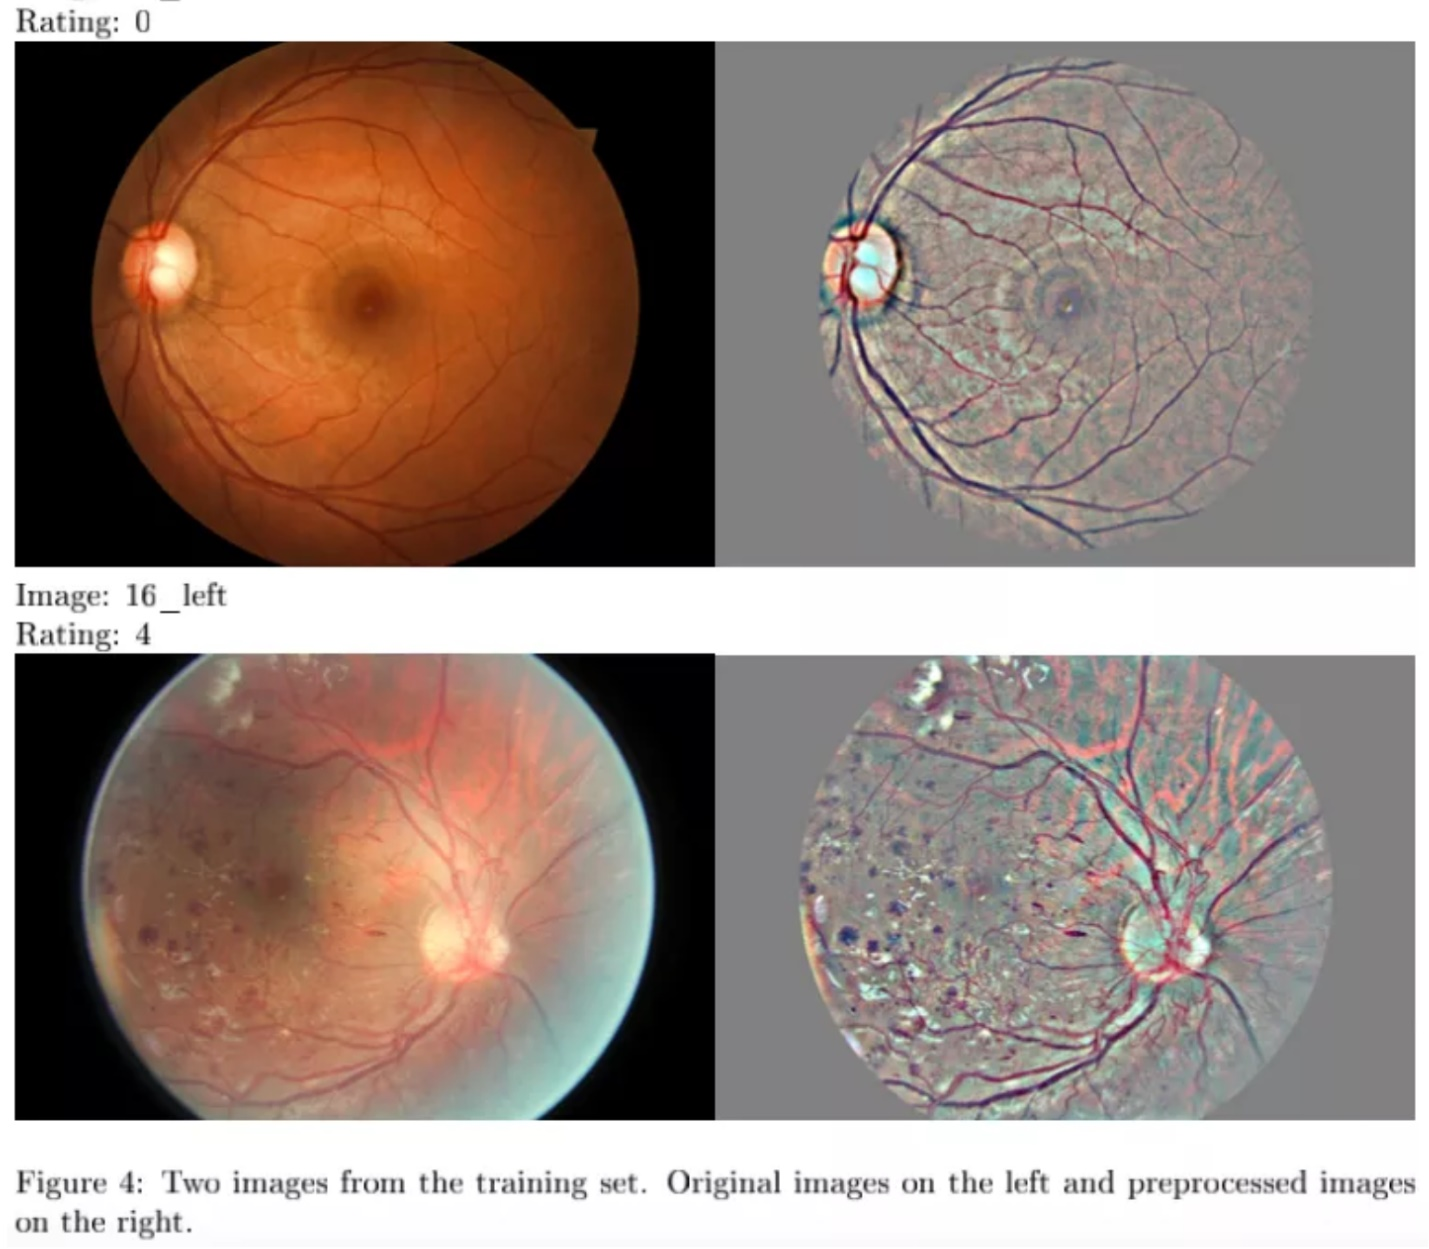 Rating: 0
Image: 16_left
Rating: 4
Figure 4: Two images from the training set. Original images on the left and preprocessed images
on the right.